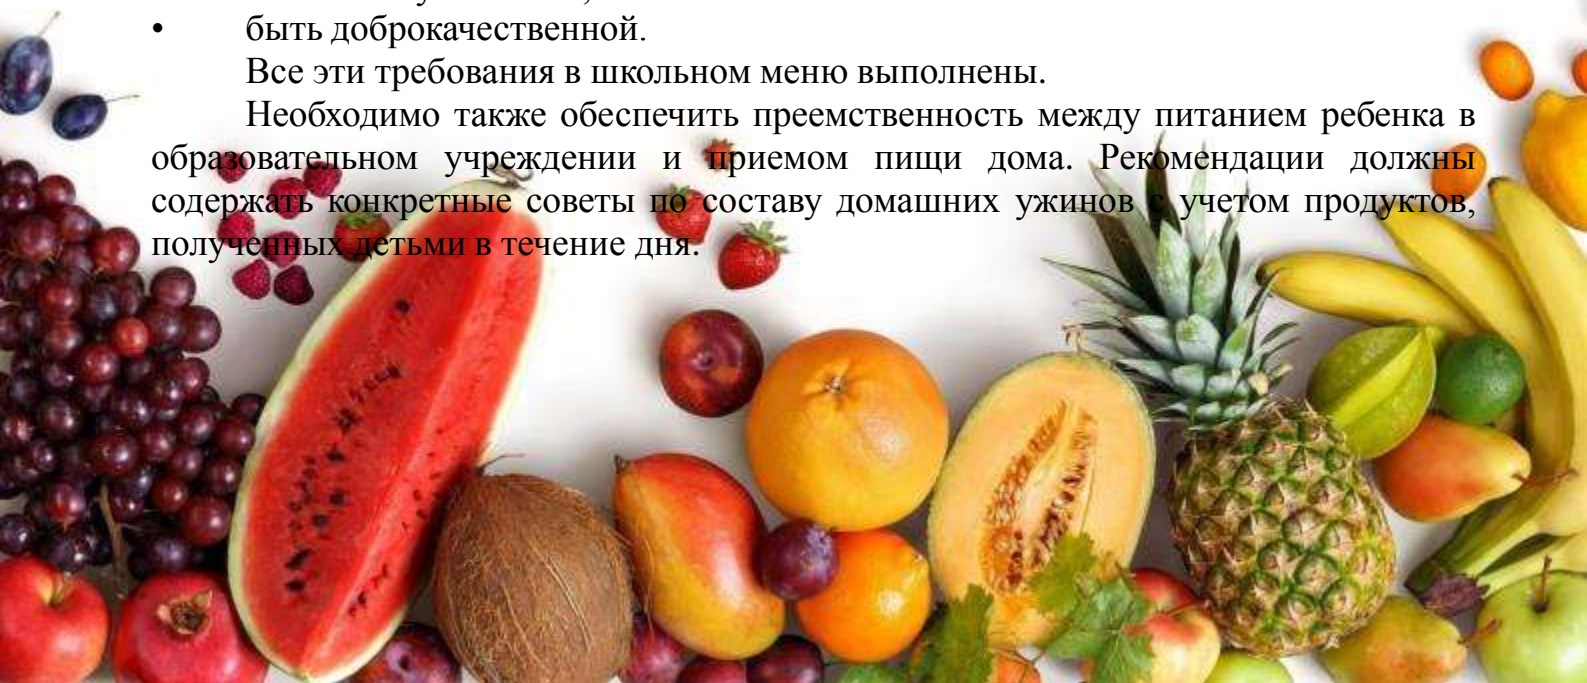 • быть доброкачественной.
Все эти требования в школьном меню выполнены.
Необходимо также обеспечить преемственность между питанием ребенка в
образовательном учреждении и приемом пищи дома. Рекомендации должны
содержать конкретные советы по составу домашних ужинов с учетом продуктов,
полученных детьми в течение дня.